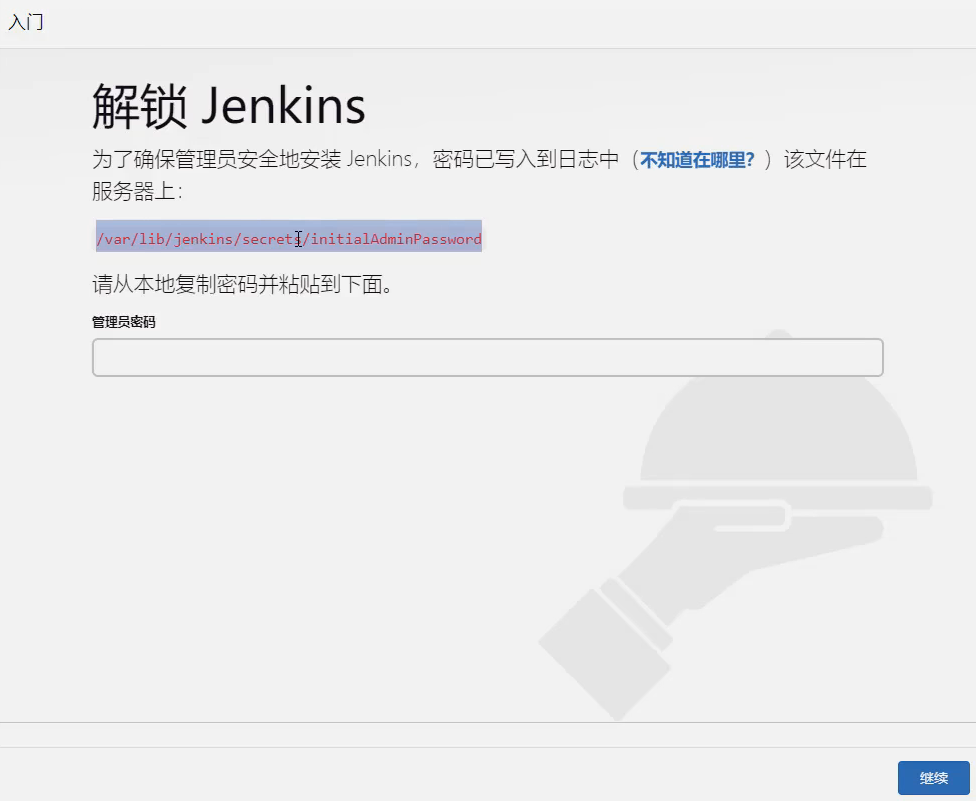 入门
解锁 Jenkins
为了确保管理员安全地安装 Jenkins，密码已写入到日志中（不知道在哪里？）该文件在
服务器上：
/var/lib/jenkins/secrets/initialAdminPassword
请从本地复制密码并粘贴到下面。
管理员密码
继续